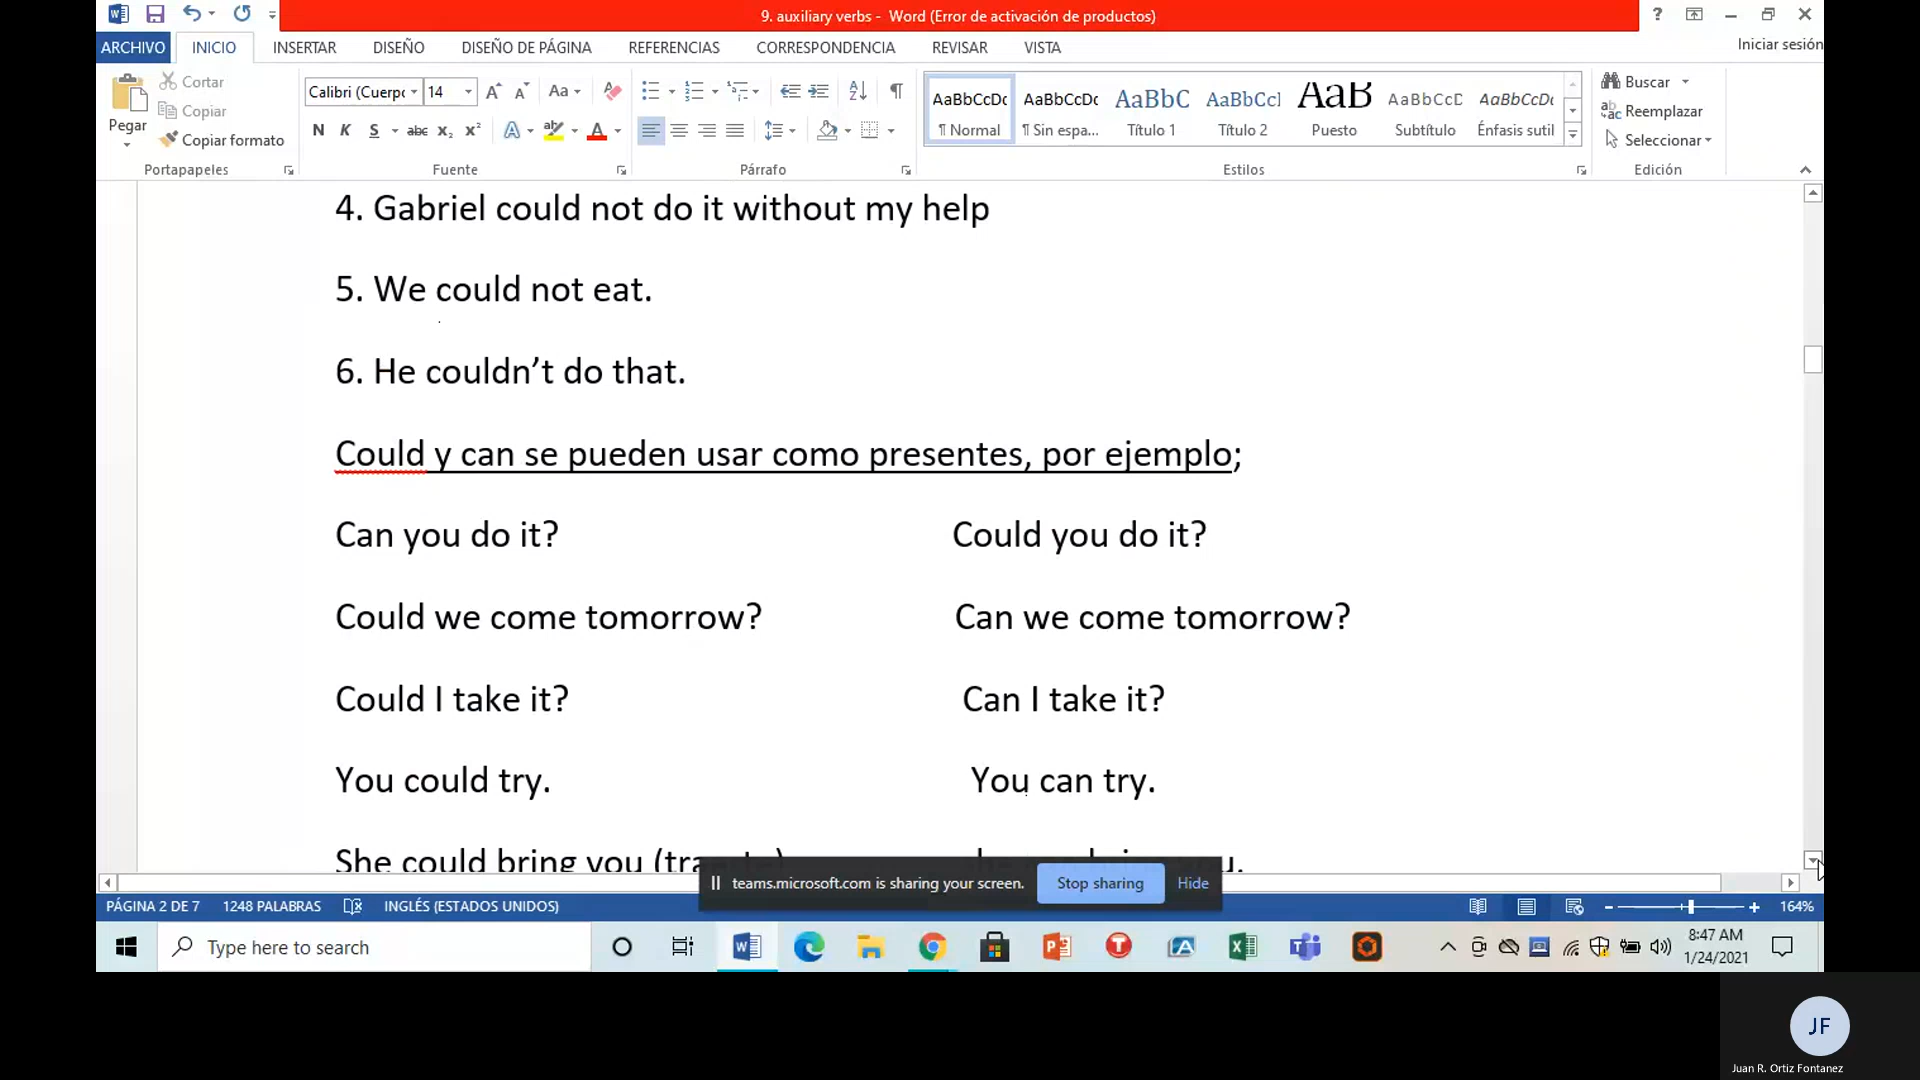 9. auxiliary verbs - Word (Error de activación de productos)
?
ARCHIVO INICIO INSERTAR DISEÑO DISEÑO DE PÁGINA REFERENCIAS CORRESPONDENCIA REVISAR VISTA Iniciar sesión
Pegar
Cortar
Copiar
Copiar formato
Portapapeles
Calibri (Cuerpo 14
N K S abc x₂ x²
Fuente
Párrafo
AaBbCcDc AaBbCcDc AaBbC AaBbCcl AaB AaBbCcD AaBbCcDc
¶ Normal ¶ Sin espa... Título 1 Título 2 Puesto Subtítulo Énfasis sutil
Estilos
Buscar
Reemplazar
Seleccionar
Edición
4. Gabriel could not do it without my help
5. We could not eat.
6. He couldn’t do that.
Could y can se pueden usar como presentes, por ejemplo;
Can you do it? Could you do it?
Could we come tomorrow? Can we come tomorrow?
Could I take it? Can I take it?
You could try. You can try.
She could bring you
teams.microsoft.com is sharing your screen. Stop sharing Hide
PÁGINA 2 DE 7 1248 PALABRAS INGLÉS (ESTADOS UNIDOS) 164%
Type here to search
8:47 AM
1/24/2021
JF
Juan R. Ortiz Fontanez